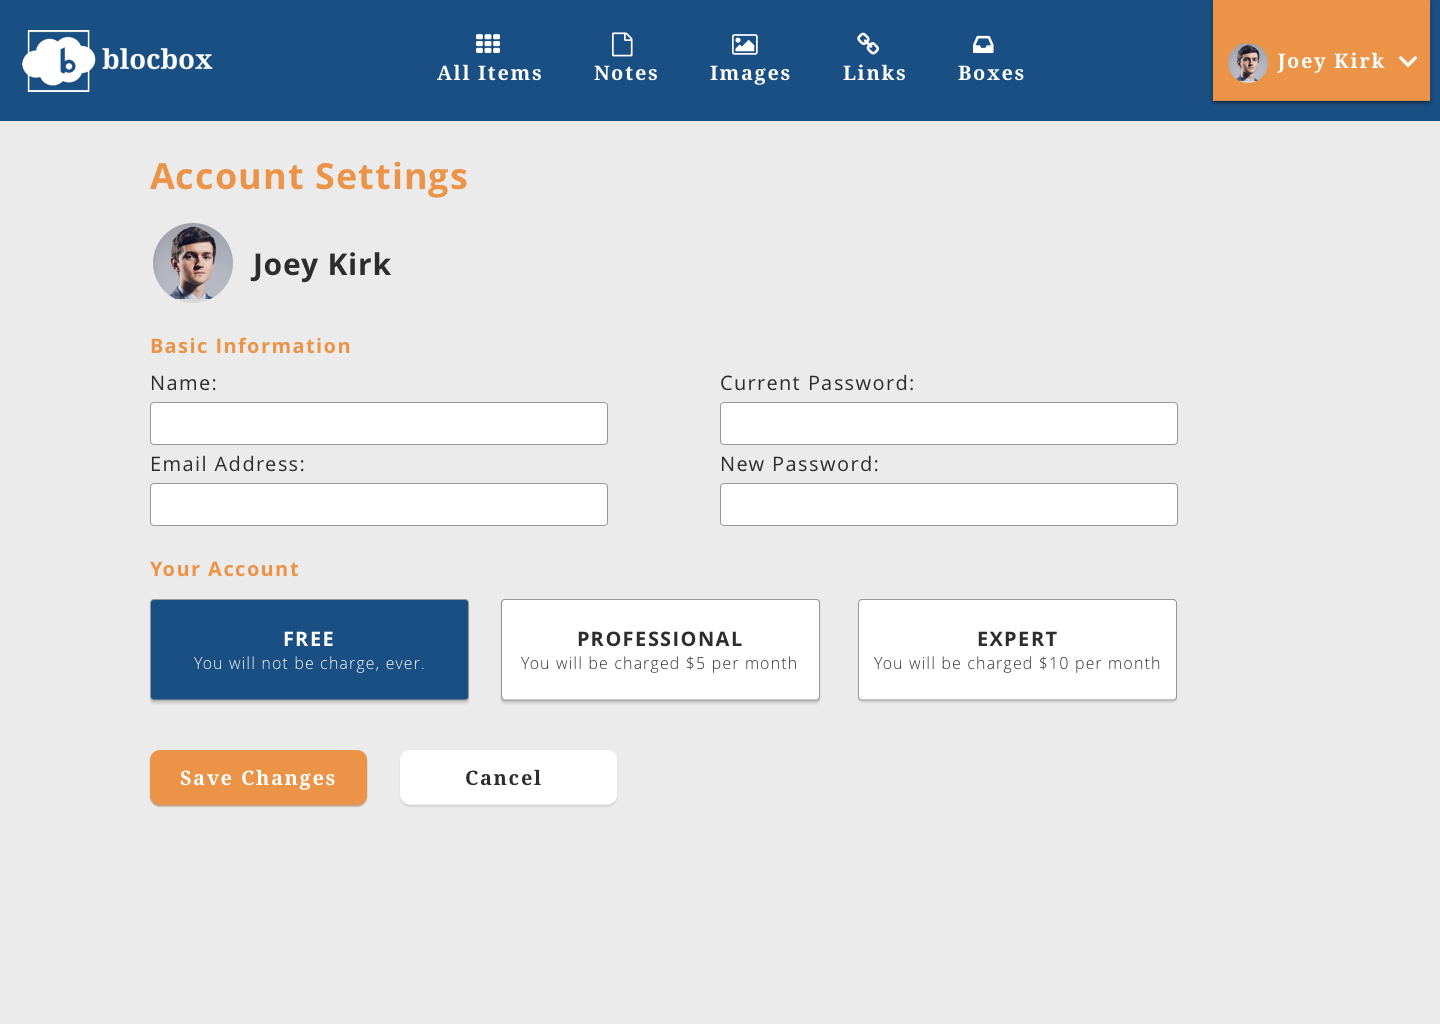 b blocbox
All Items Notes Images Links Boxes
Joey Kirk
Account Settings
Joey Kirk
Basic Information
Name:
Current Password:
Email Address:
New Password:
Your Account
FREE
You will not be charge, ever.
PROFESSIONAL
You will be charged $5 per month
EXPERT
You will be charged $10 per month
Save Changes
Cancel